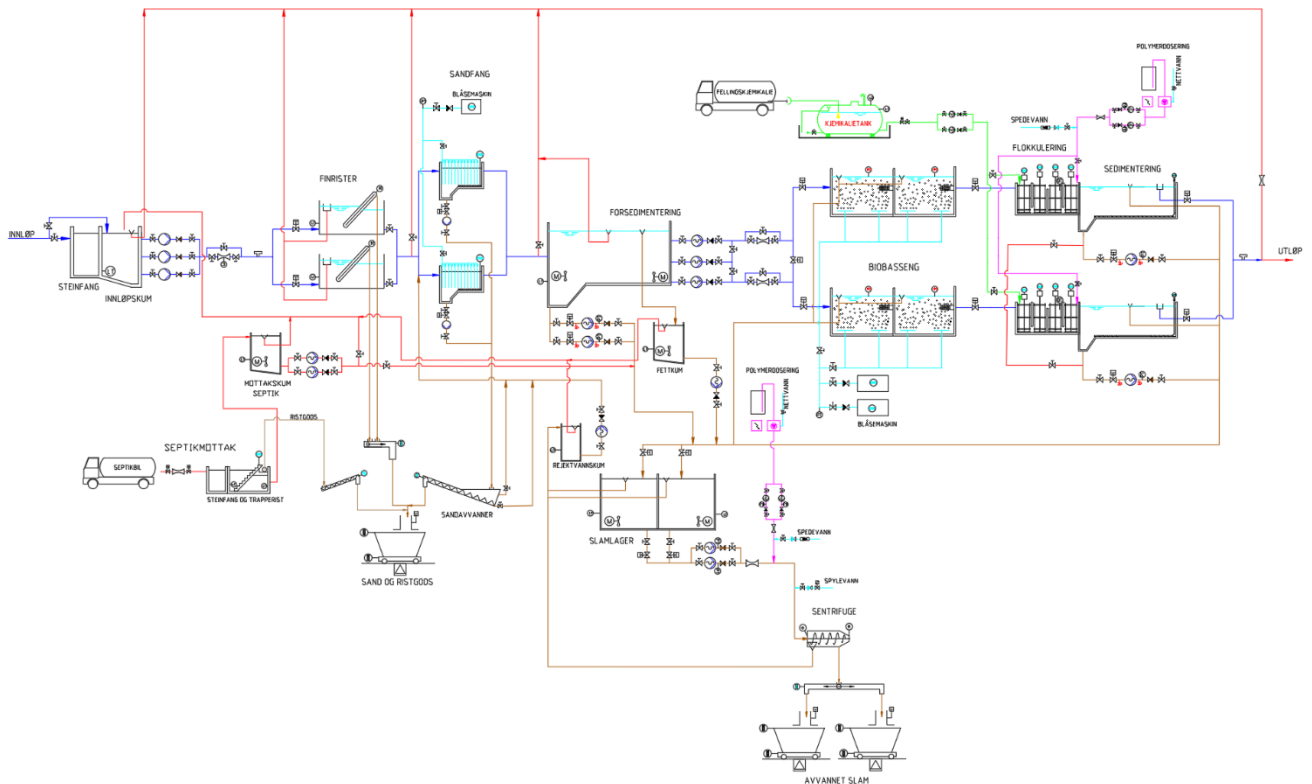 POLYMERDOSERING
SANDFANG
BLÅSEMASKIN
FELLINGSKJEMIKALIE
NETTVANN
KJEMIKALIETANK
SPEDEVANN
FLOKKULERING
FINRISTER
SEDIMENTERING
FORSEDIMENTERING
INNLØP
UTLØP
STEINFANG
LT
INNLØPSKUM
BIOBASSENG
M
M
M
M
FETTKUM
MOTTAKSKUM
SEPTIK
POLYMERDOSERING
NETTVANN
BLÅSEMASKIN
RISTGODS
SEPTIKMOTTAK
SEPTIKBIL
REJEKTVANNSKUM
STEINFANG OG TRAPPERIST
SANDAVVANNER
M
M
SLAMLAGER
SPEDEVANN
SAND OG RISTGODS
SPYLEVANN
SENTRIFUGE
AVVANNET SLAM